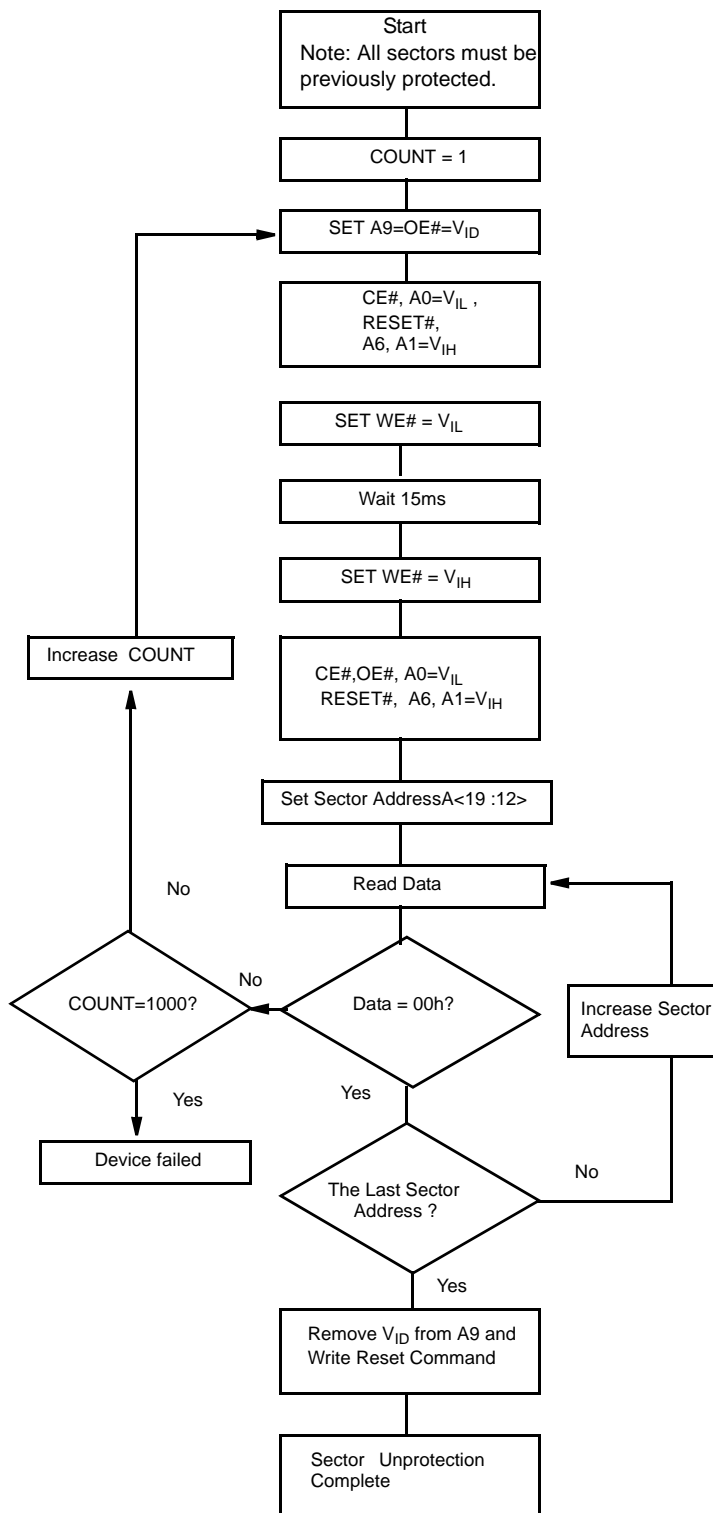 Start
Note: All sectors must be
previously protected.
COUNT = 1
SET A9=OE#=VID
CE#, A0=VIL ,
RESET#,
A6, A1=VIH
SET WE# = VIL
Wait 15ms
SET WE# = VIH
Increase COUNT
CE#,OE#, A0=VIL
RESET#, A6, A1=VIH
Set Sector AddressA<19 :12>
Read Data
No
No
COUNT=1000?
Data = 00h?
Increase Sector
Address
Yes
Yes
Device failed
No
The Last Sector
Address ?
Yes
Remove VID from A9 and
Write Reset Command
Sector Unprotection
Complete